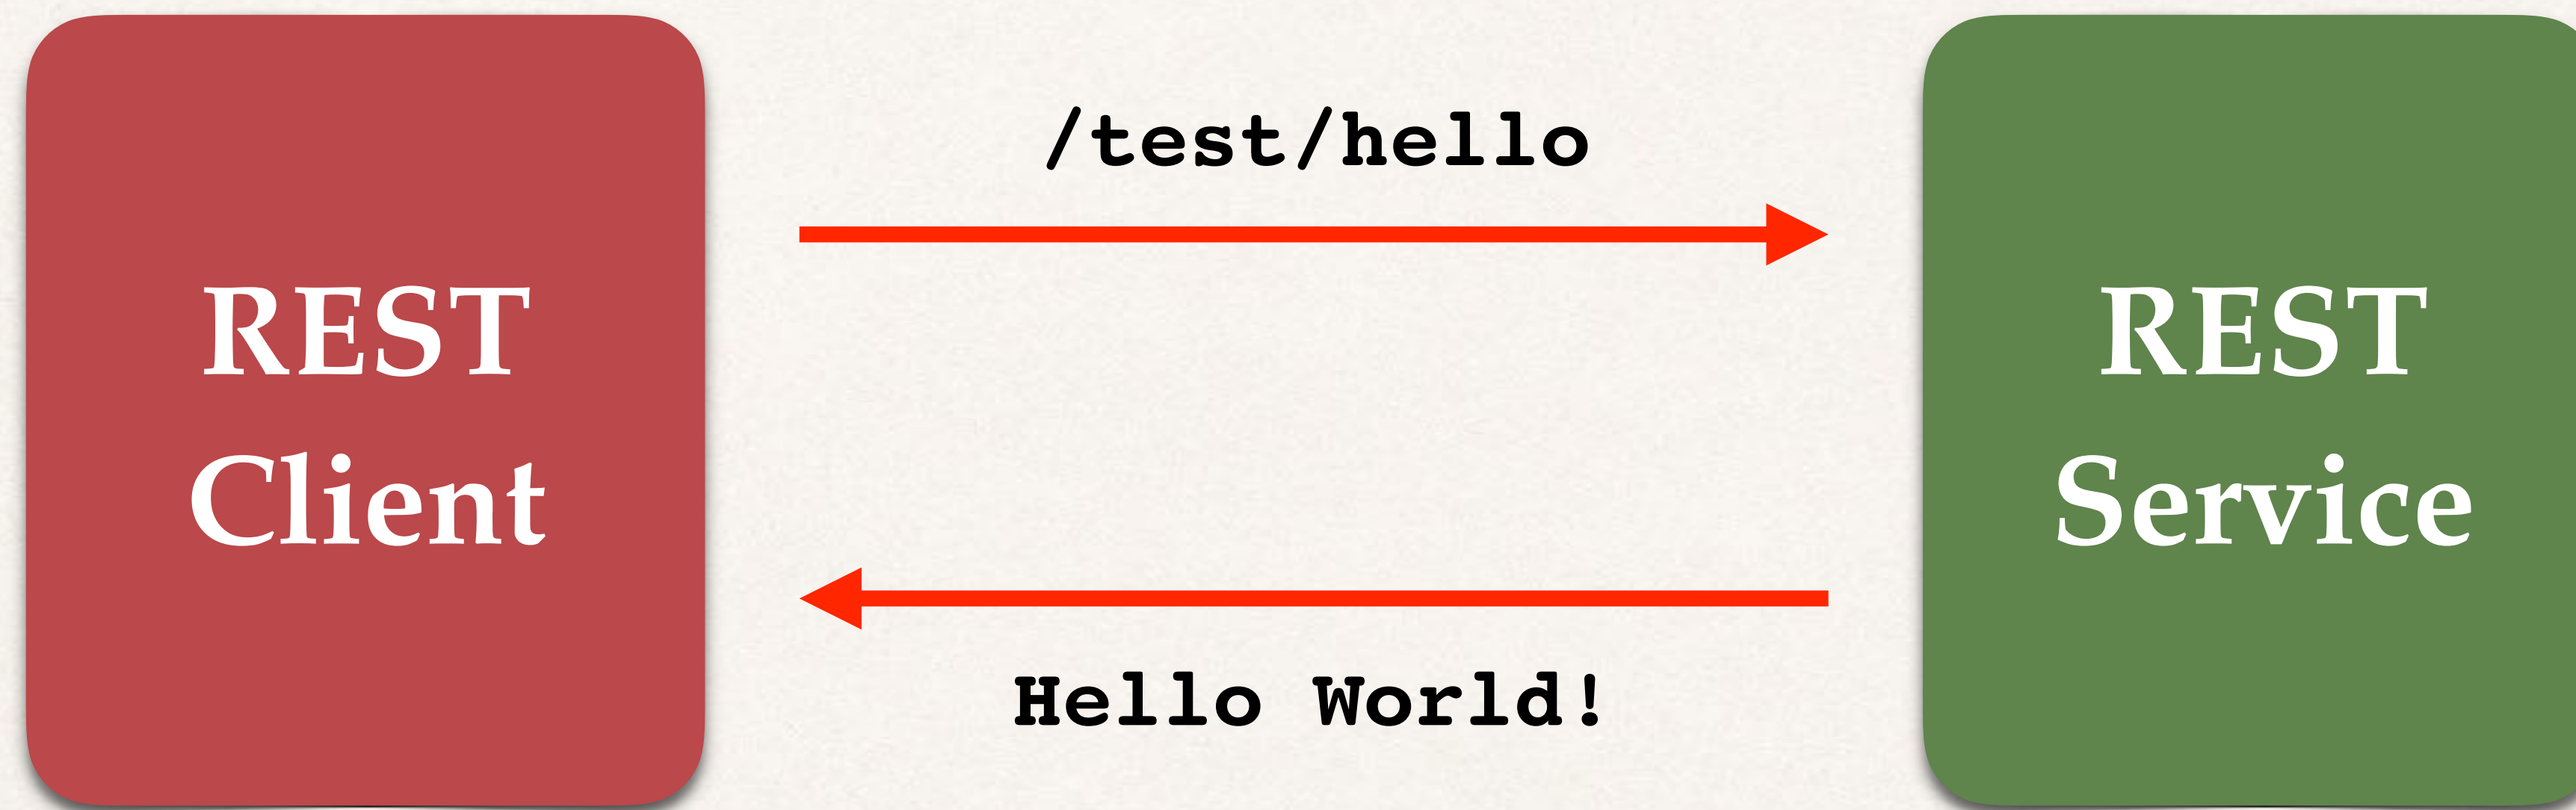 REST
Client
/test/hello
Hello World!
REST
Service